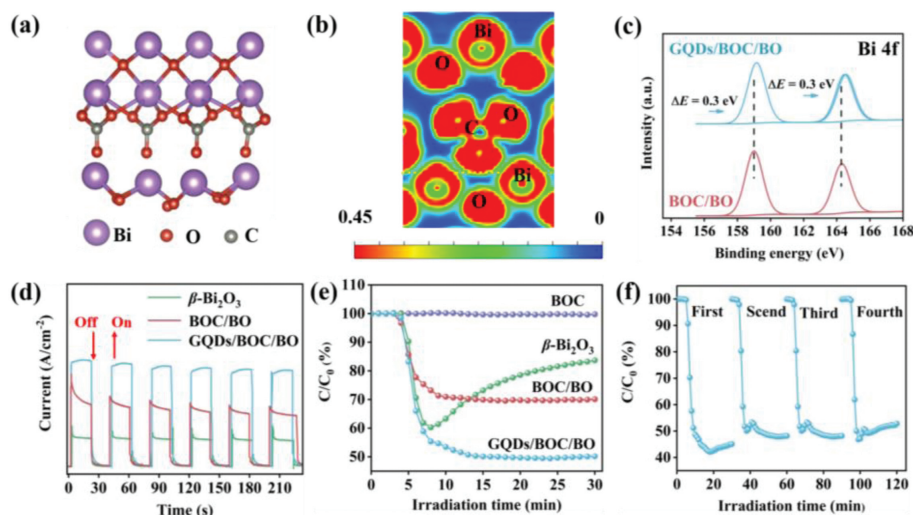 (a)
Bi
O
C
(b)
Bi
O
O
C
Bi
O
0.45
0
(c)
GQDs/BOC/BO
Bi 4f
ΔE = 0.3 eV
ΔE = 0.3 eV
BOC/BO
Intensity (a.u.)
154 156 158 160 162 164 166 168
Binding energy (eV)
(d)
β-Bi₂O₃
BOC/BO
GQDs/BOC/BO
Off
On
Current (A/cm⁻²)
0 30 60 90 120 150 180 210
Time (s)
(e)
BOC
β-Bi₂O₃
BOC/BO
GQDs/BOC/BO
C/C₀ (%)
100
90
80
70
60
50
40
0 5 10 15 20 25 30
Irradiation time (min)
(f)
First
Scend
Third
Fourth
C/C₀ (%)
100
90
80
70
60
50
40
0 20 40 60 80 100 120
Irradiation time (min)